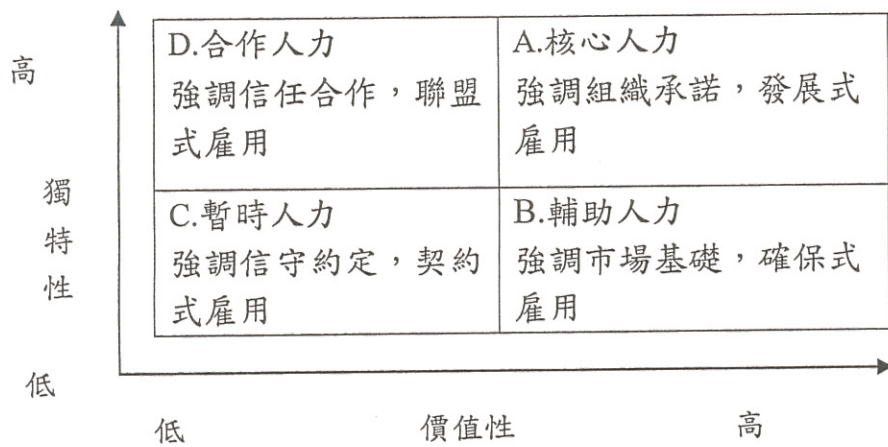 高
獨
特
性
低
D.合作人力
強調信任合作,聯盟
式雇用
A.核心人力
強調組織承諾,發展式
雇用
C.暫時人力
強調信守約定,契約
式雇用
B.輔助人力
強調市場基礎,確保式
雇用
低 價值性 高